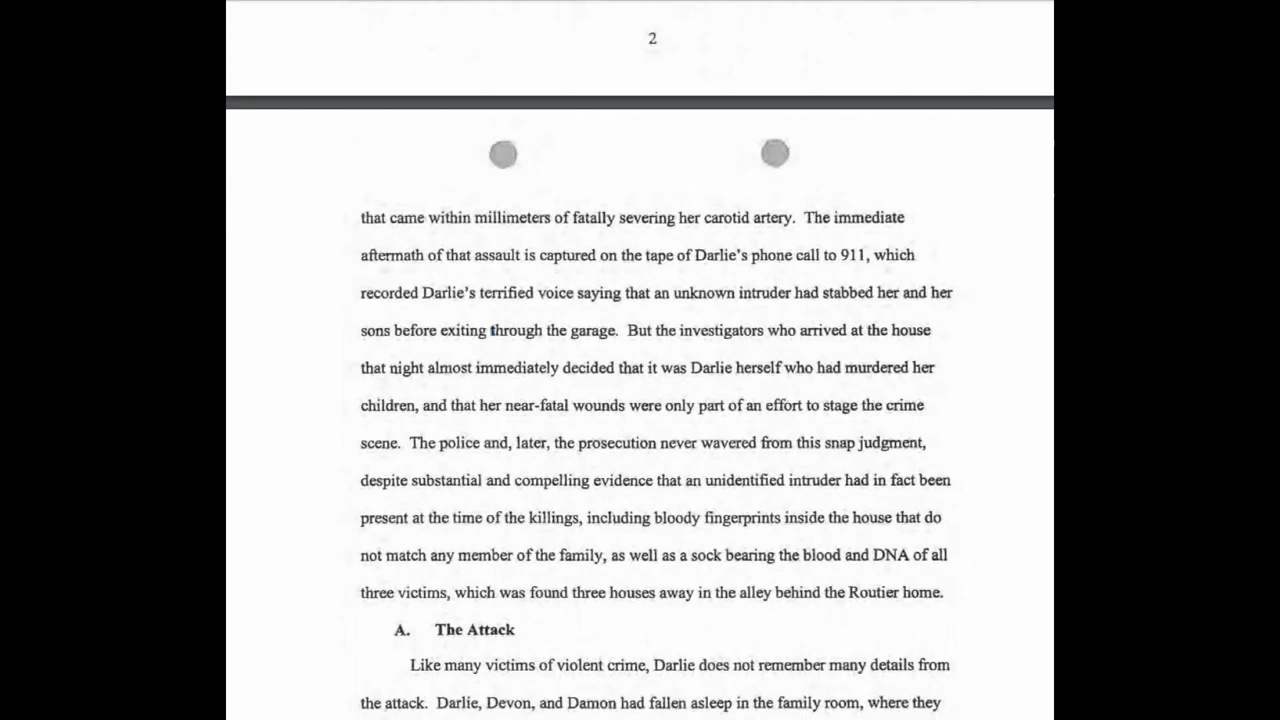 2
that came within millimeters of fatally severing her carotid artery. The immediate
aftermath of that assault is captured on the tape of Darlie's phone call to 911, which
recorded Darlie's terrified voice saying that an unknown intruder had stabbed her and her
sons before exiting through the garage. But the investigators who arrived at the house
that night almost immediately decided that it was Darlie herself who had murdered her
children, and that her near-fatal wounds were only part of an effort to stage the crime
scene. The police and, later, the prosecution never wavered from this snap judgment,
despite substantial and compelling evidence that an unidentified intruder had in fact been
present at the time of the killings, including bloody fingerprints inside the house that do
not match any member of the family, as well as a sock bearing the blood and DNA of all
three victims, which was found three houses away in the alley behind the Routier home.
A. The Attack
Like many victims of violent crime, Darlie does not remember many details from
the attack. Darlie, Devon, and Damon had fallen asleep in the family room, where they